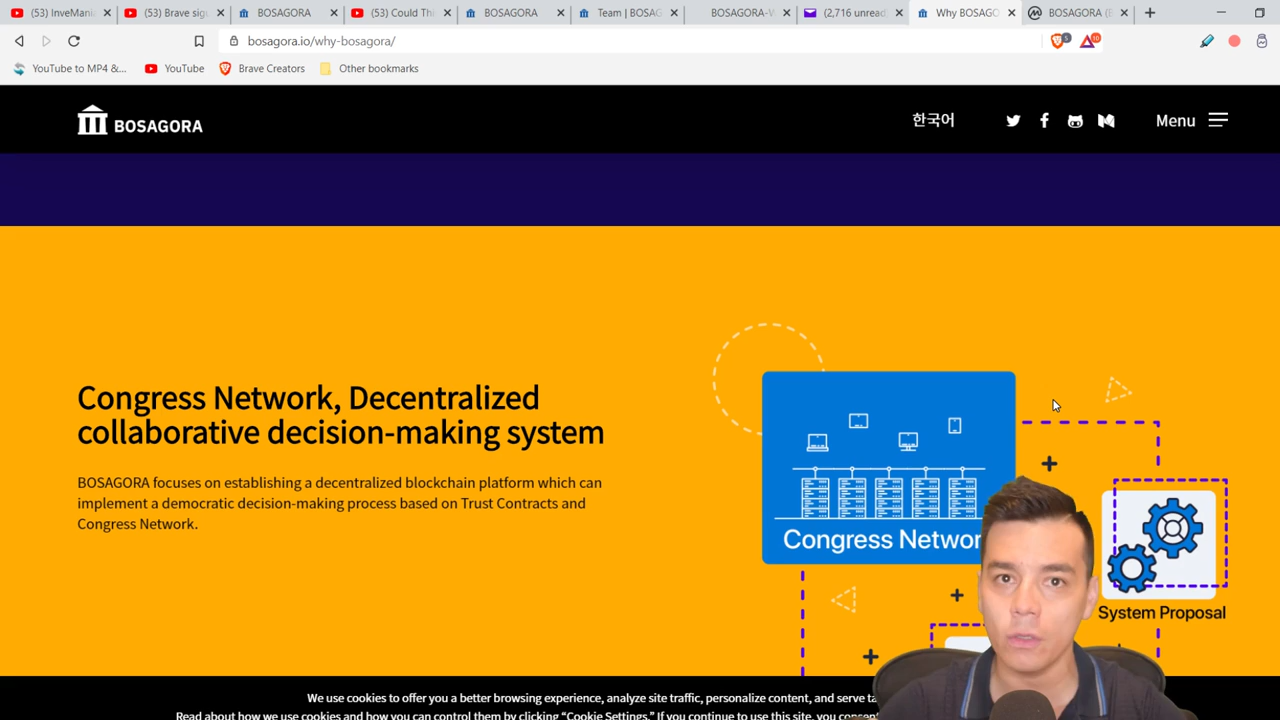 (53) InveMani
(53) Brave sig
BOSAGORA
(53) Could Thi
BOSAGORA
Team | BOSAG
BOSAGORA-W
(2,716 unread
Why BOSAGO
BOSAGORA (B
bosagora.io/why-bosagora/
5
10
YouTube to MP4 &...
YouTube
Brave Creators
Other bookmarks
BOSAGORA
한국어
Menu
Congress Network, Decentralized
collaborative decision-making system
BOSAGORA focuses on establishing a decentralized blockchain platform which can
implement a democratic decision-making process based on Trust Contracts and
Congress Network.
Congress Networ
System Proposal
We use cookies to offer you a better browsing experience, analyze site traffic, personalize content, and serve ta
Read about how we use cookies and how you can control them by clicking “Cookie Settings.” If you continue to use this site, you consent